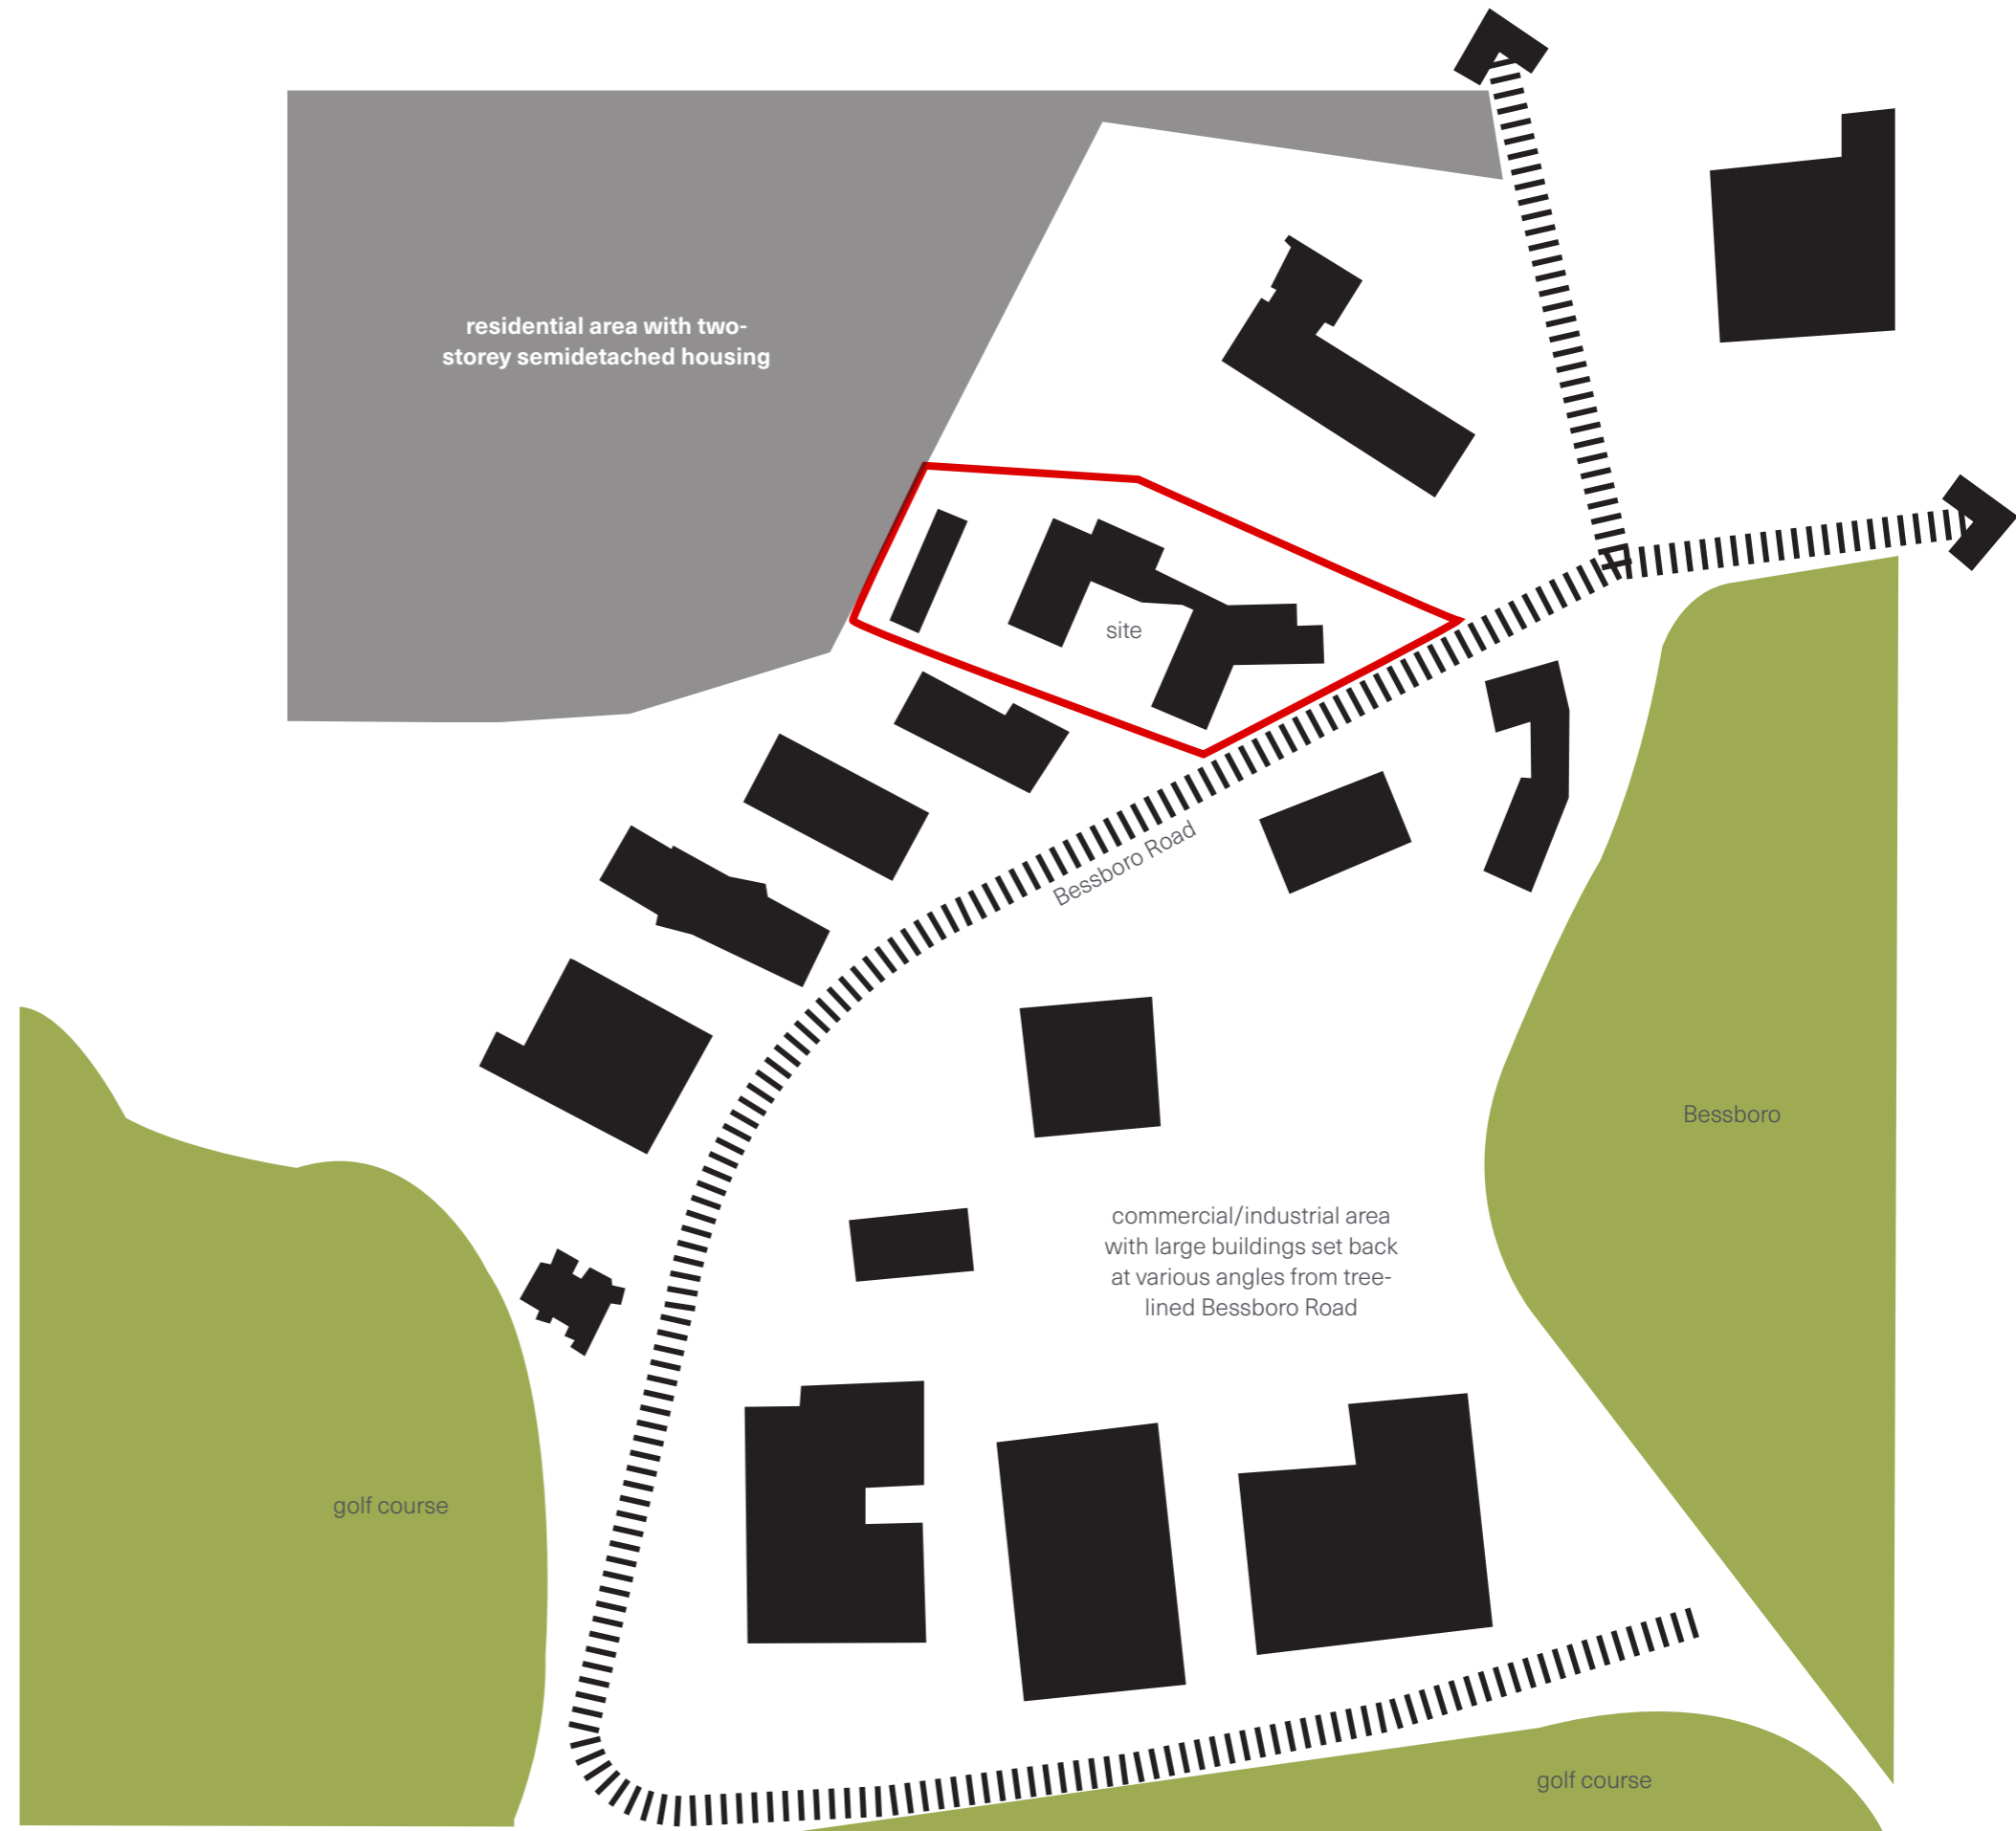 residential area with two-
storey semidetached housing
site
Bessboro Road
Bessboro
commercial/industrial area
with large buildings set back
at various angles from tree-
lined Bessboro Road
golf course
golf course